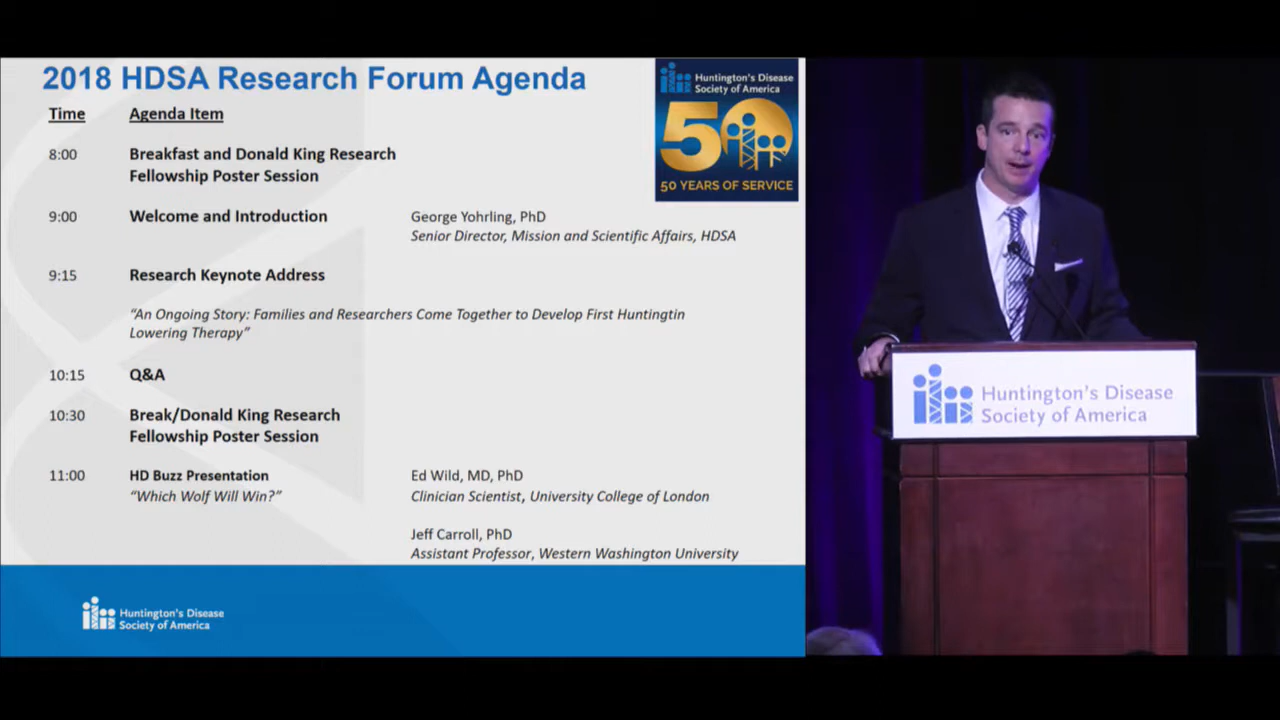 2018 HDSA Research Forum Agenda
Huntington's Disease
Society of America
50
50 YEARS OF SERVICE
Time Agenda Item
8:00 Breakfast and Donald King Research
Fellowship Poster Session
9:00 Welcome and Introduction George Yohrling, PhD
Senior Director, Mission and Scientific Affairs, HDSA
9:15 Research Keynote Address
“An Ongoing Story: Families and Researchers Come Together to Develop First Huntingtin
Lowering Therapy”
10:15 Q&A
10:30 Break/Donald King Research
Fellowship Poster Session
11:00 HD Buzz Presentation Ed Wild, MD, PhD
“Which Wolf Will Win?” Clinician Scientist, University College of London
Jeff Carroll, PhD
Assistant Professor, Western Washington University
Huntington's Disease
Society of America
Huntington's Disease
Society of America